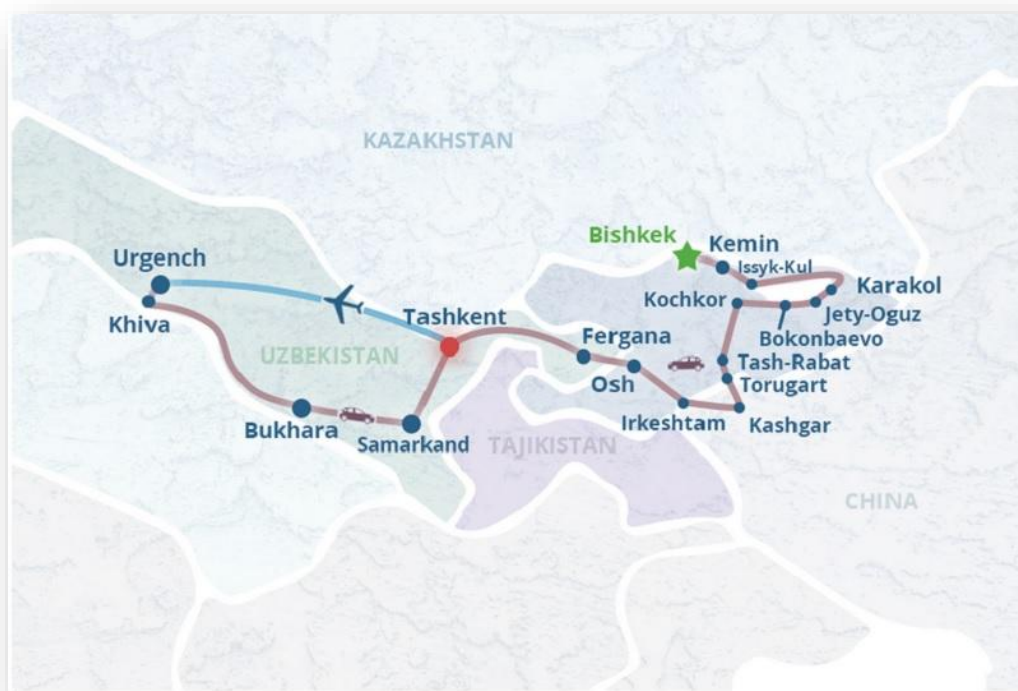 KAZAKHSTAN
Bishkek
Kemin
Issyk-Kul
Urgench
Karakol
Kochkor
Jety-Oguz
Khiva
Tashkent
Bokonbaevo
Fergana
UZBEKISTAN
Tash-Rabat
Osh
Torugart
Irkeshtam
Kashgar
Bukhara
Samarkand
TAJIKISTAN
CHINA